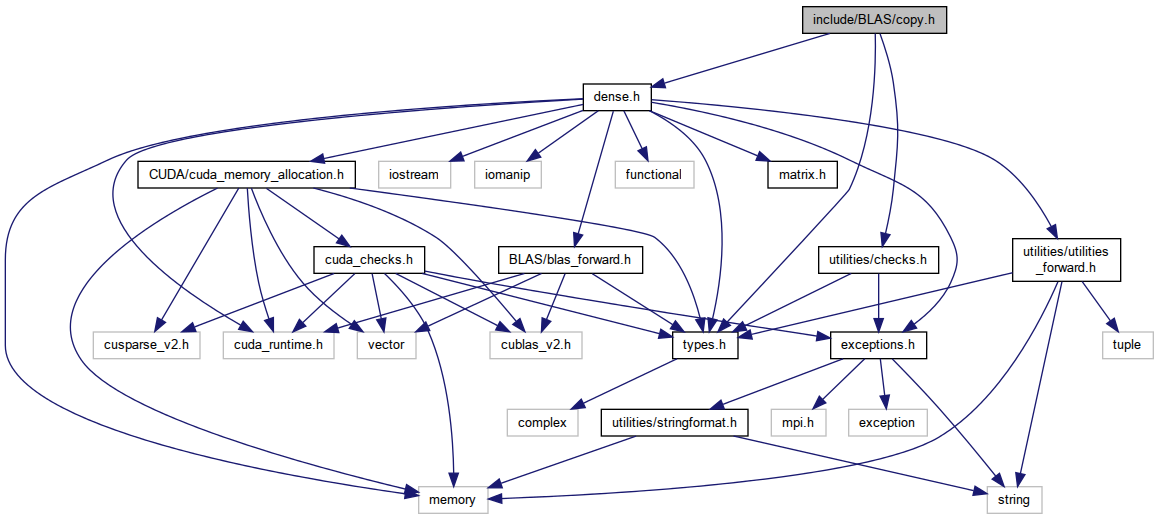 include/BLAS/copy.h
dense.h
CUDA/cuda_memory_allocation.h
iostream
iomanip
functional
matrix.h
cuda_checks.h
BLAS/blas_forward.h
utilities/checks.h
utilities/utilities
_forward.h
cusparse_v2.h
cuda_runtime.h
vector
cublas_v2.h
types.h
exceptions.h
tuple
complex
utilities/stringformat.h
mpi.h
exception
memory
string